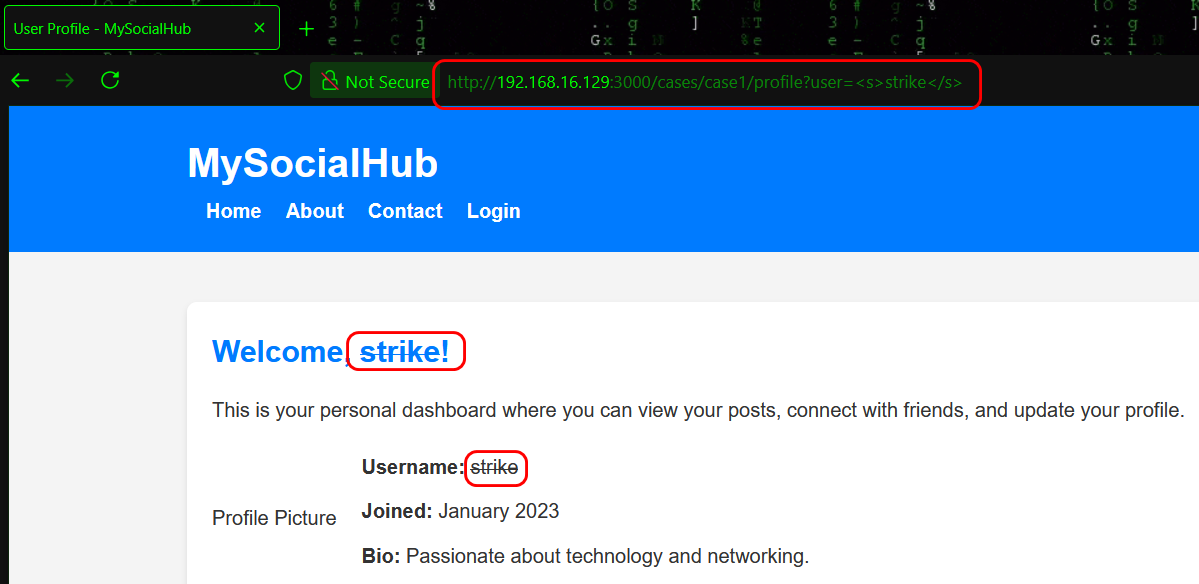 User Profile - MySocialHub
Not Secure http://192.168.16.129:3000/cases/case1/profile?user=<s>strike</s>
MySocialHub
Home About Contact Login
Welcome, strike!
This is your personal dashboard where you can view your posts, connect with friends, and update your profile.
Username: strike
Profile Picture
Joined: January 2023
Bio: Passionate about technology and networking.